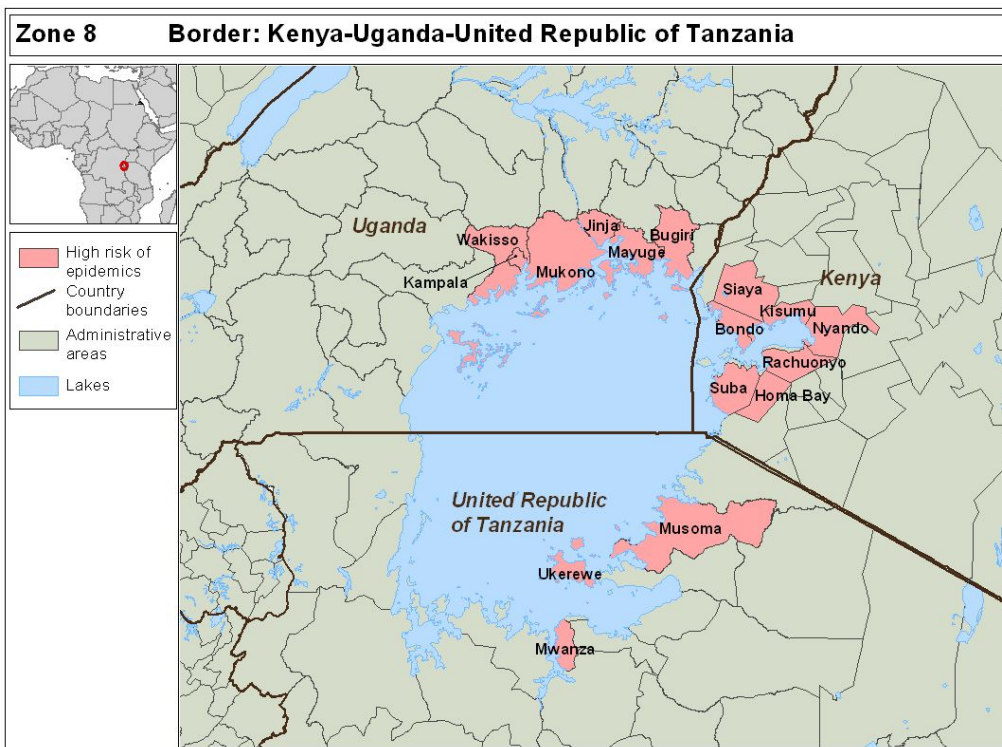 Zone 8 Border: Kenya-Uganda-United Republic of Tanzania
High risk of
epidemics
Country
boundaries
Administrative
areas
Lakes
Uganda
Wakisso
Kampala
Mukono
Jinja
Mayuge
Bugiri
Kenya
Siaya
Kisumu
Bondo
Nyando
Rachuonyo
Suba
Homa Bay
United Republic
of Tanzania
Musoma
Ukerewe
Mwanza